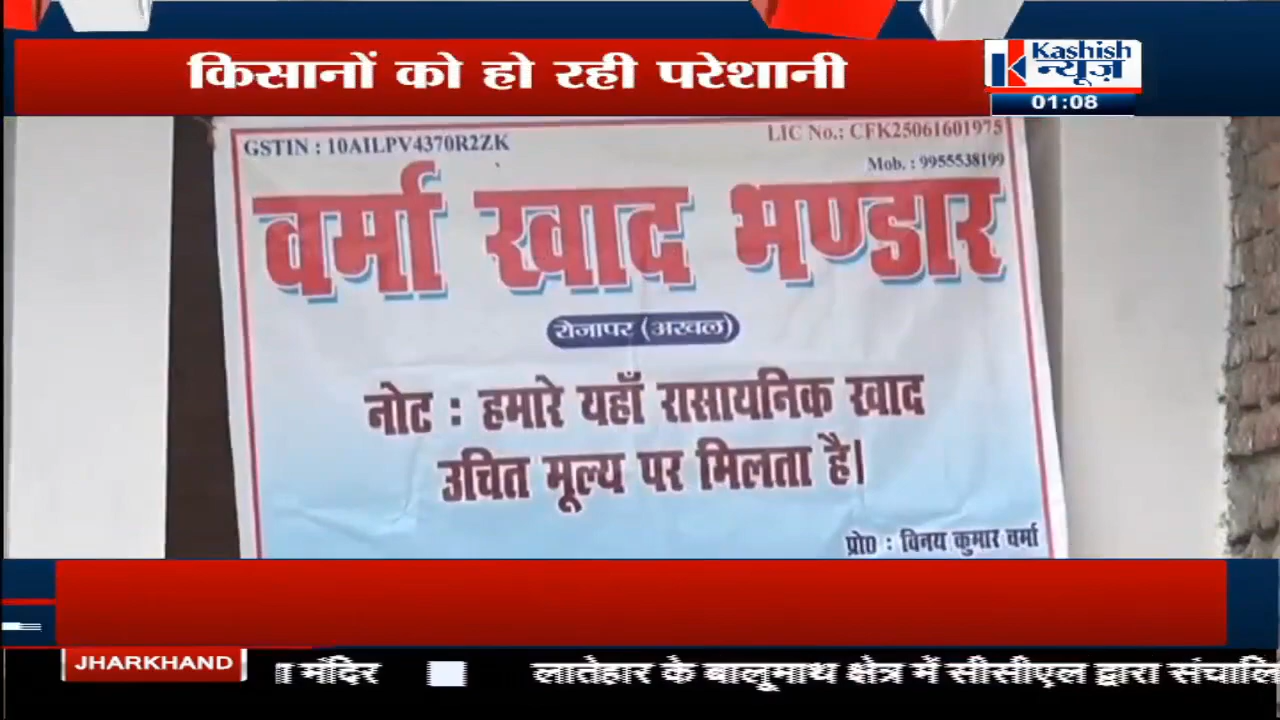 किसानों को हो रही परेशानी
Kashish
न्यूज़
01:08
GSTIN : 10AILPV4370R2ZK
LIC No.: CFK25061601975
Mob. : 9955538199
वर्मा खाद भण्डार
रोजापर (अरवल)
नोट : हमारे यहाँ रासायनिक खाद
उचित मूल्य पर मिलता है।
प्रो0 : विनय कुमार वर्मा
JHARKHAND
मंदिर
लातेहार के बालूमाथ क्षेत्र में सीसीएल द्वारा